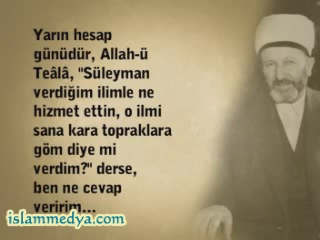 Yarın hesap
günüdür, Allah-ü
Teâlâ, "Süleyman
verdiğim ilimle ne
hizmet ettin, o ilmi
sana kara topraklara
göm diye mi
verdim?" derse,
ben ne cevap
veririm...
islammedya.com